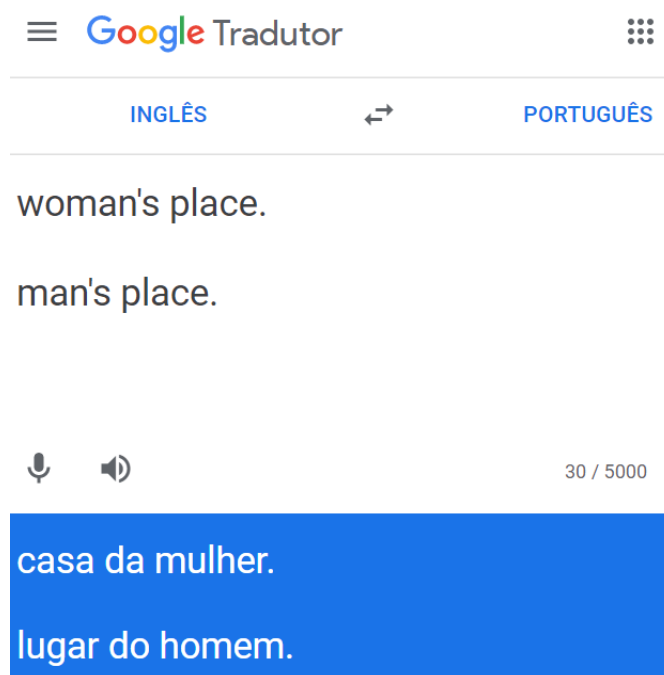 Google Tradutor
INGLÊS PORTUGUÊS
woman's place.
man's place.
30 / 5000
casa da mulher.
lugar do homem.